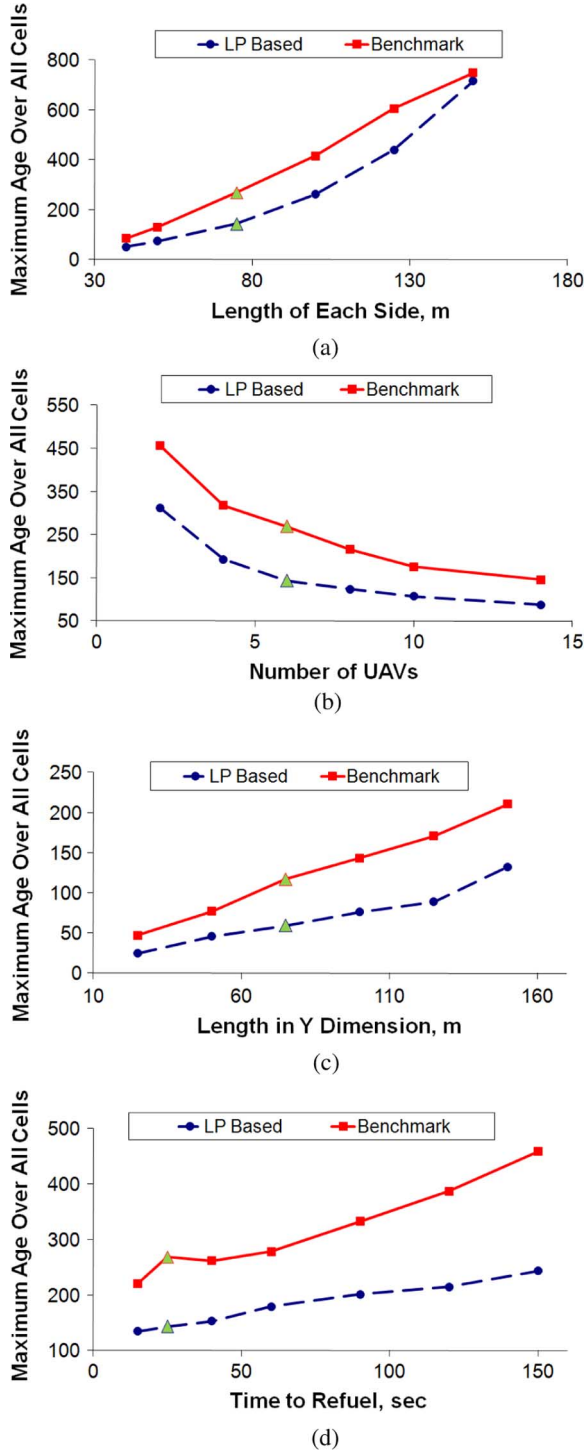 LP Based Benchmark
Maximum Age Over All Cells
800
600
400
200
0
30 80 130 180
Length of Each Side, m
(a)
LP Based Benchmark
Maximum Age Over All Cells
550
450
350
250
150
50
0 5 10 15
Number of UAVs
(b)
LP Based Benchmark
Maximum Age Over All Cells
250
200
150
100
50
0
10 60 110 160
Length in Y Dimension, m
(c)
LP Based Benchmark
Maximum Age Over All Cells
500
400
300
200
100
0 50 100 150
Time to Refuel, sec
(d)